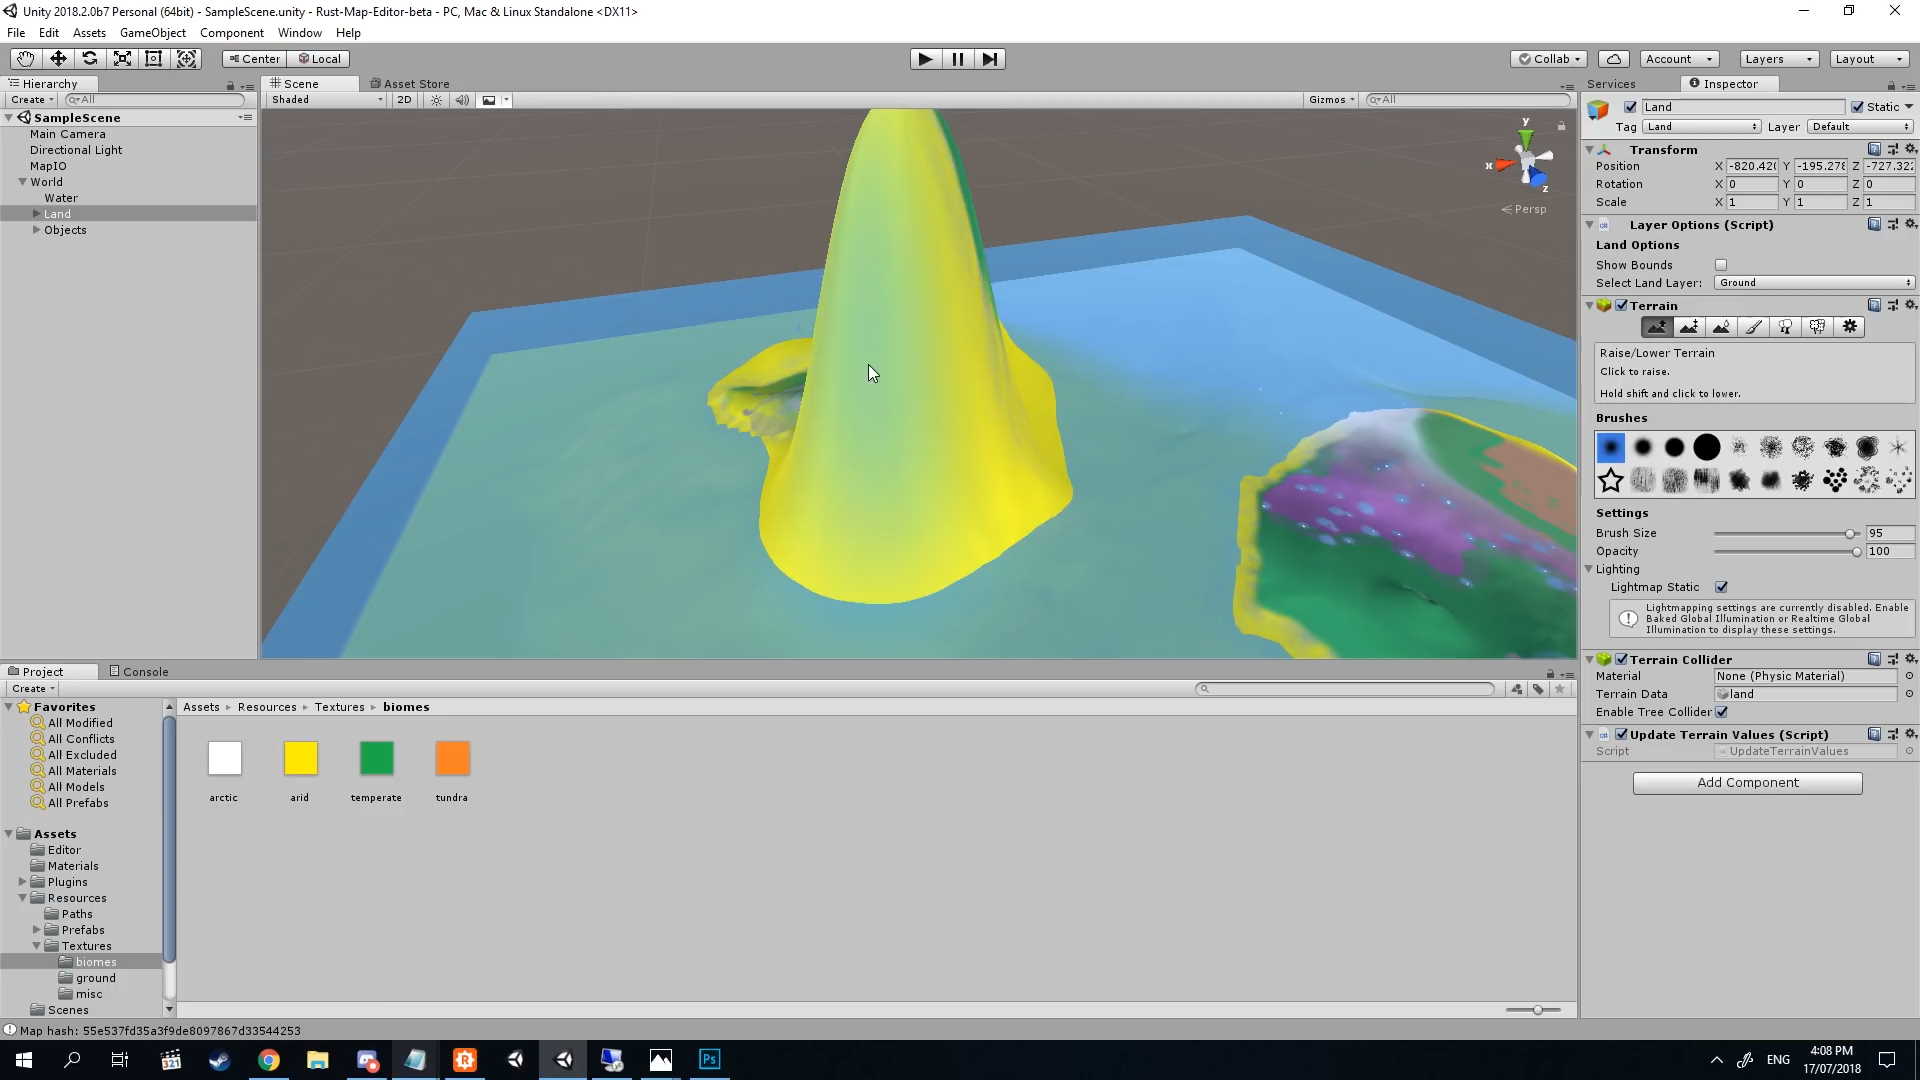 Unity 2018.2.0b7 Personal (64bit) - SampleScene.unity - Rust-Map-Editor-beta - PC, Mac & Linux Standalone <DX11>
File Edit Assets GameObject Component Window Help
Center Local Collab Account Layers Layout
Hierarchy
Create All
SampleScene
Main Camera
Directional Light
MapIO
World
Water
Land
Objects
Scene Asset Store
Shaded 2D Gizmos All
y
x
z
Persp
Services Inspector
Land Static
Tag Land Layer Default
Transform
Position X -820.420 Y -195.278 Z -727.322
Rotation X 0 Y 0 Z 0
Scale X 1 Y 1 Z 1
Layer Options (Script)
Land Options
Show Bounds
Select Land Layer: Ground
Terrain
Raise/Lower Terrain
Click to raise.
Hold shift and click to lower.
Brushes
Settings
Brush Size 95
Opacity 100
Lighting
Lightmap Static
Lightmapping settings are currently disabled. Enable
Baked Global Illumination or Realtime Global
Illumination to display these settings.
Terrain Collider
Material None (Physic Material)
Terrain Data land
Enable Tree Collider
Update Terrain Values (Script)
Script UpdateTerrainValues
Add Component
Project Console
Create
Favorites
All Modified
All Conflicts
All Excluded
All Materials
All Models
All Prefabs
Assets
Editor
Materials
Plugins
Resources
Paths
Prefabs
Textures
biomes
ground
misc
Scenes
Assets Resources Textures biomes
arctic arid temperate tundra
Map hash: 55e537fd35a3f9de8097867d33544253
321
Ps
ENG
4:08 PM
17/07/2018